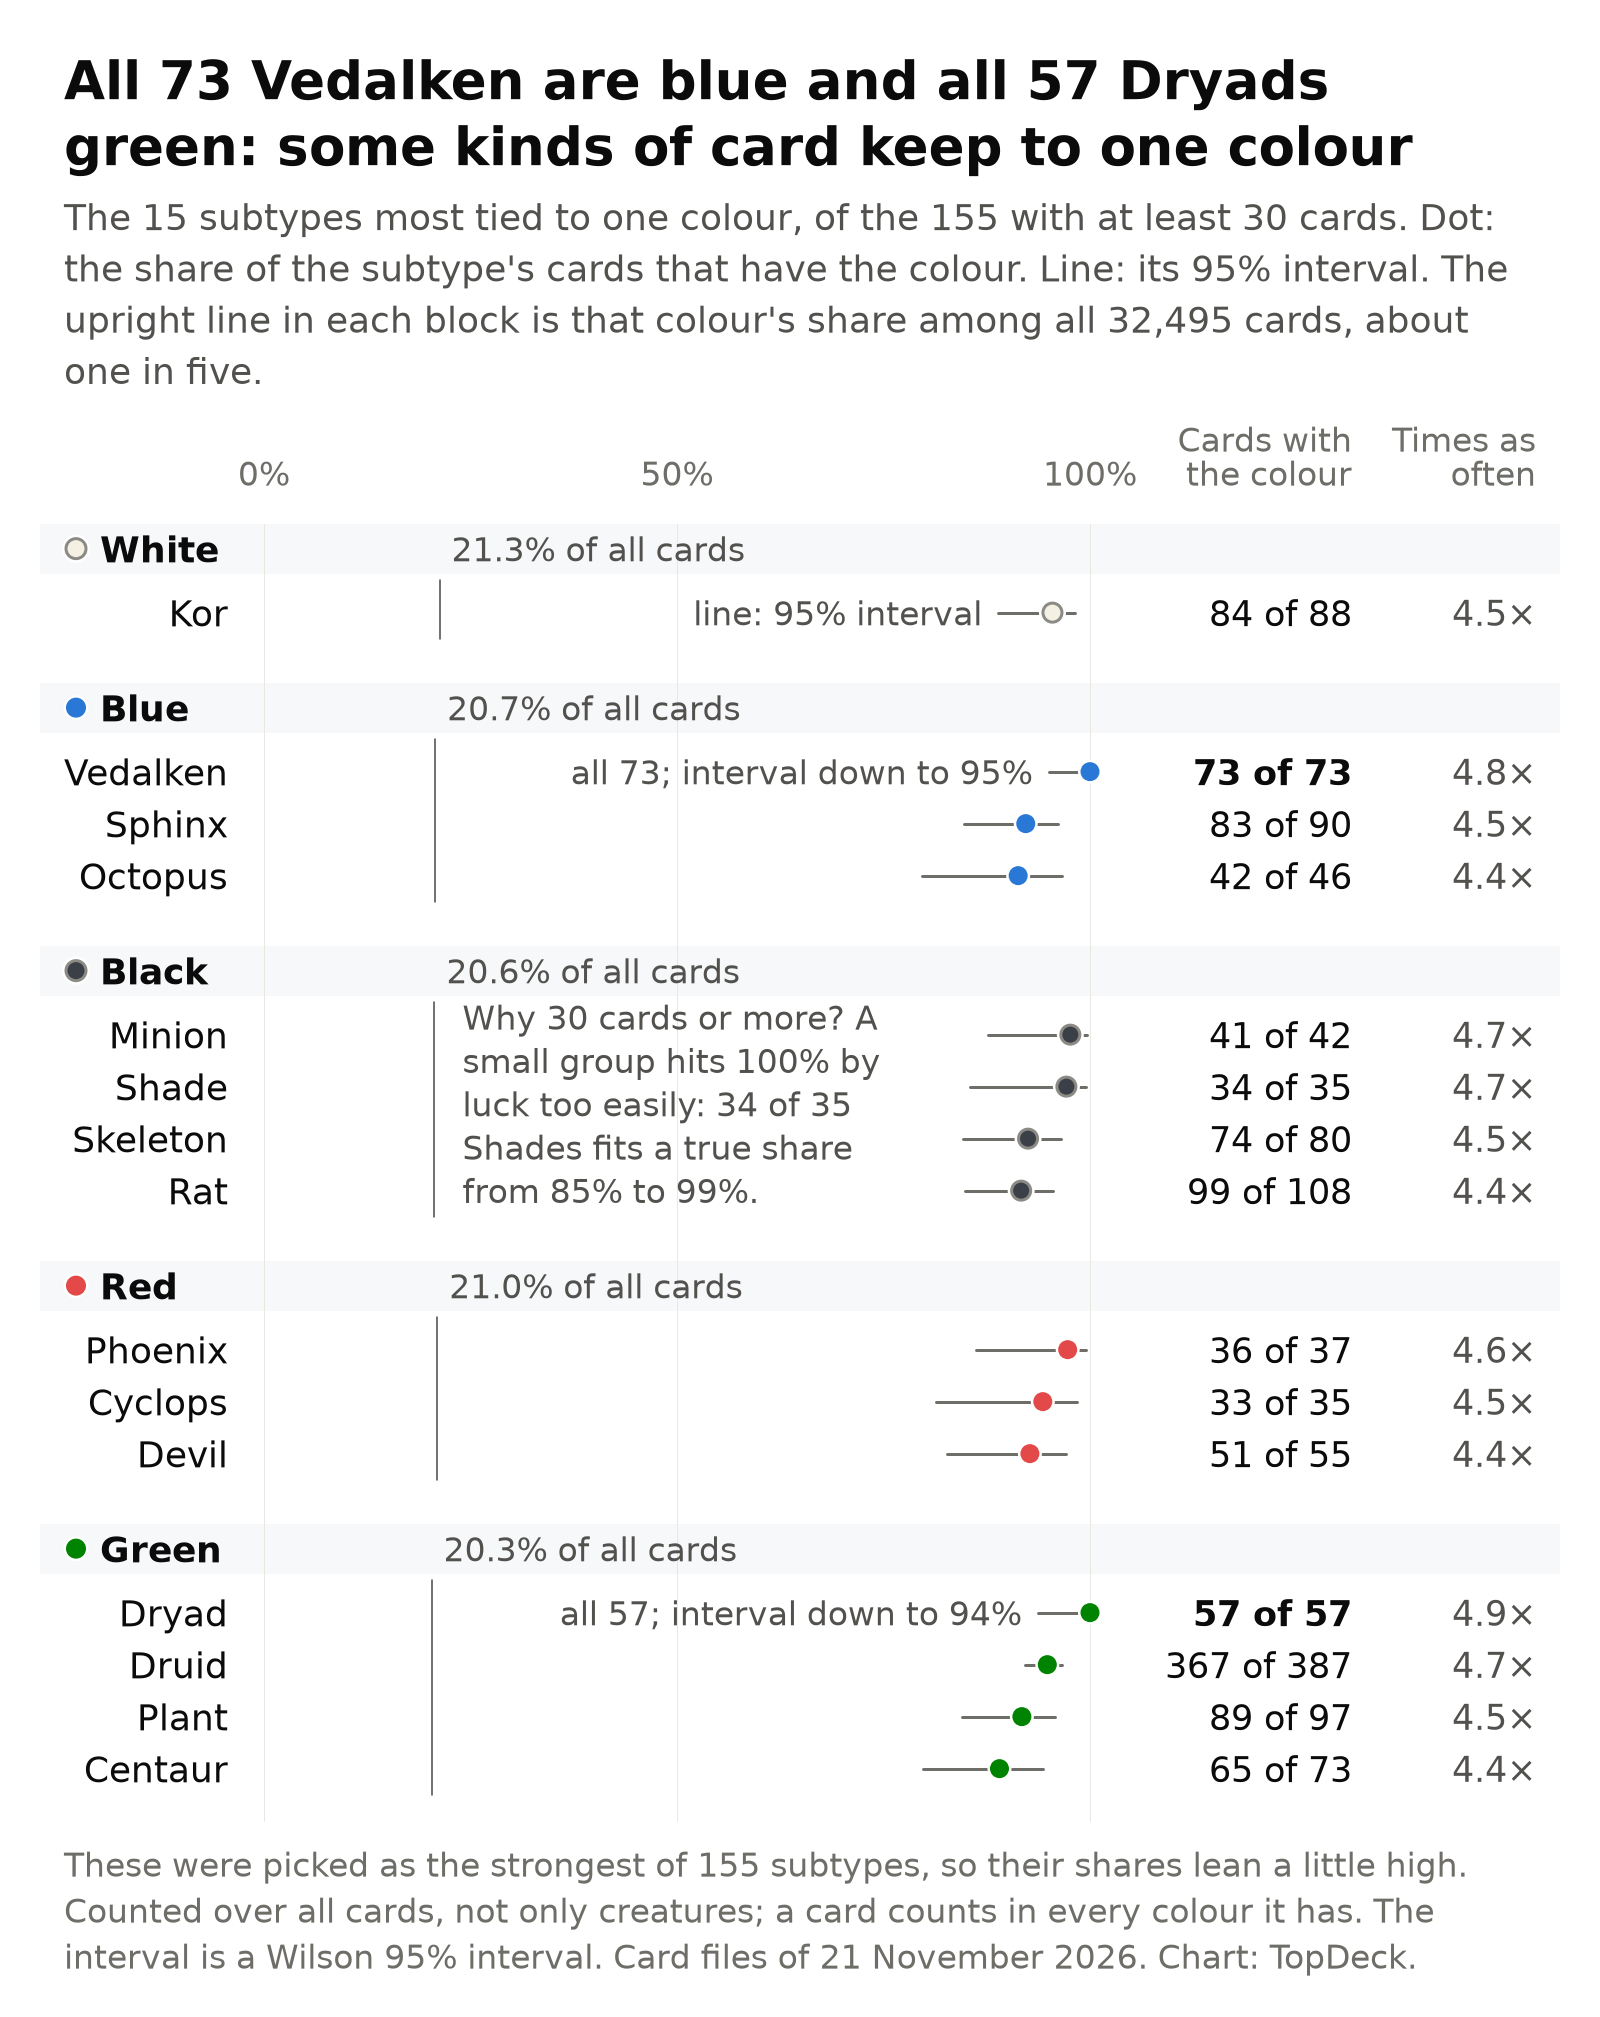 All 73 Vedalken are blue and all 57 Dryads
green: some kinds of card keep to one colour
The 15 subtypes most tied to one colour, of the 155 with at least 30 cards. Dot:
the share of the subtype's cards that have the colour. Line: its 95% interval. The
upright line in each block is that colour's share among all 32,495 cards, about
one in five.
0% 50% 100% Cards with the colour Times as often
White 21.3% of all cards
Kor line: 95% interval 84 of 88 4.5×
Blue 20.7% of all cards
Vedalken all 73; interval down to 95% 73 of 73 4.8×
Sphinx 83 of 90 4.5×
Octopus 42 of 46 4.4×
Black 20.6% of all cards
Why 30 cards or more? A
small group hits 100% by
luck too easily: 34 of 35
Shades fits a true share
from 85% to 99%.
Minion 41 of 42 4.7×
Shade 34 of 35 4.7×
Skeleton 74 of 80 4.5×
Rat 99 of 108 4.4×
Red 21.0% of all cards
Phoenix 36 of 37 4.6×
Cyclops 33 of 35 4.5×
Devil 51 of 55 4.4×
Green 20.3% of all cards
Dryad all 57; interval down to 94% 57 of 57 4.9×
Druid 367 of 387 4.7×
Plant 89 of 97 4.5×
Centaur 65 of 73 4.4×
These were picked as the strongest of 155 subtypes, so their shares lean a little high.
Counted over all cards, not only creatures; a card counts in every colour it has. The
interval is a Wilson 95% interval. Card files of 21 November 2026. Chart: TopDeck.